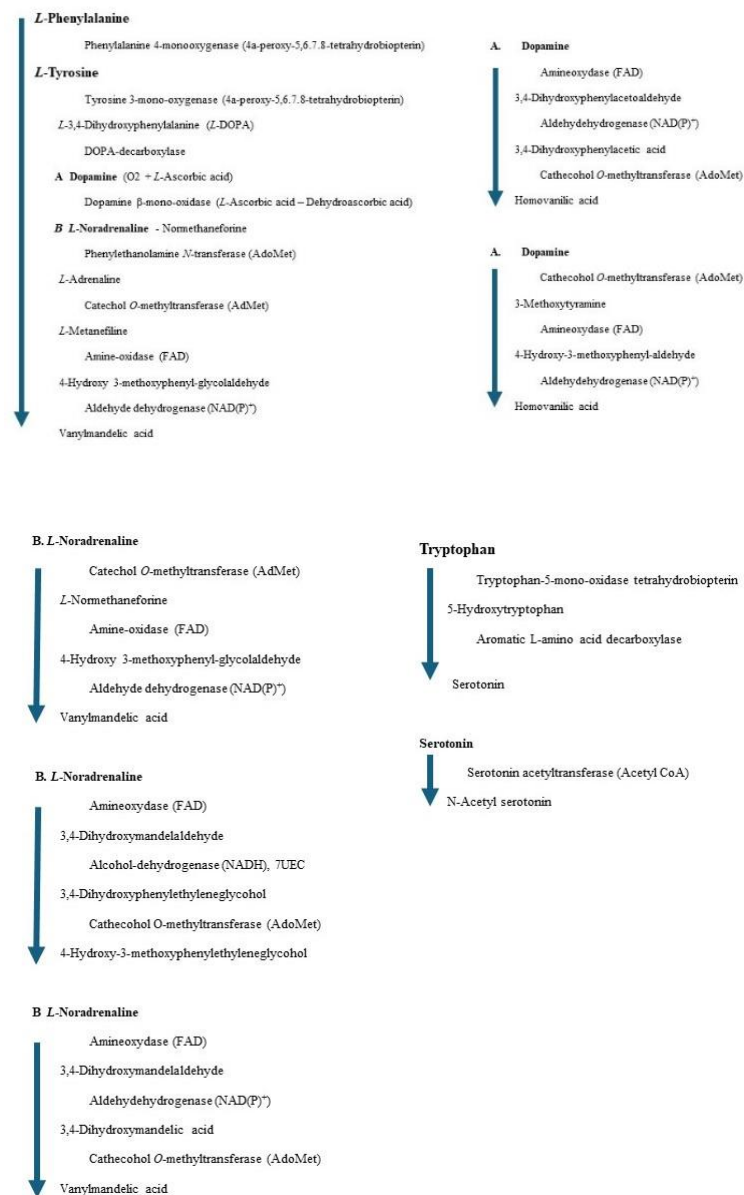 L-Phenylalanine
Phenylalanine 4-monooxygenase (4a-peroxy-5,6.7.8-tetrahydrobiopterin)
L-Tyrosine
Tyrosine 3-mono-oxygenase (4a-peroxy-5,6.7.8-tetrahydrobiopterin)
L-3,4-Dihydroxyphenylalanine (L-DOPA)
DOPA-decarboxylase
A Dopamine (O2 + L-Ascorbic acid)
Dopamine β-mono-oxidase (L-Ascorbic acid – Dehydroascorbic acid)
B L-Noradrenaline - Normetheneforine
Phenylethanolamine N-transferase (AdoMet)
L-Adrenaline
Catechol O-methyltransferase (AdMet)
L-Metanefiline
Amine-oxidase (FAD)
4-Hydroxy 3-methoxyphenyl-glycolaldehyde
Aldehyde dehydrogenase (NAD(P)⁺)
Vanylmandelic acid
A. Dopamine
Amineoxydase (FAD)
3,4-Dihydroxyphenylacetoaldehyde
Aldehydehydrogenase (NAD(P)⁺)
3,4-Dihydroxyphenylacetic acid
Cathecohol O-methyltransferase (AdoMet)
Homovanilic acid
A. Dopamine
Cathecohol O-methyltransferase (AdoMet)
3-Methoxytyramine
Amineoxydase (FAD)
4-Hydroxy-3-methoxyphenyl-aldehyde
Aldehydehydrogenase (NAD(P)⁺)
Homovanilic acid
B. L-Noradrenaline
Catechol O-methyltransferase (AdMet)
L-Normethaneforine
Amine-oxidase (FAD)
4-Hydroxy 3-methoxyphenyl-glycolaldehyde
Aldehyde dehydrogenase (NAD(P)⁺)
Vanylmandelic acid
B. L-Noradrenaline
Amineoxydase (FAD)
3,4-Dihydroxymandelaldehyde
Alcohol-dehydrogenase (NADH), 7UEC
3,4-Dihydroxyphenylethyleneglycohol
Cathecohol O-methyltransferase (AdoMet)
4-Hydroxy-3-methoxyphenylethyleneglycohol
B L-Noradrenaline
Amineoxydase (FAD)
3,4-Dihydroxymandelaldehyde
Aldehydehydrogenase (NAD(P)⁺)
3,4-Dihydroxymandelic acid
Cathecohol O-methyltransferase (AdoMet)
Vanylmandelic acid
Tryptophan
Tryptophan-5-mono-oxidase tetrahydrobiopterin
5-Hydroxytryptophan
Aromatic L-amino acid decarboxylase
Serotonin
Serotonin
Serotonin acetyltransferase (Acetyl CoA)
N-Acetyl serotonin